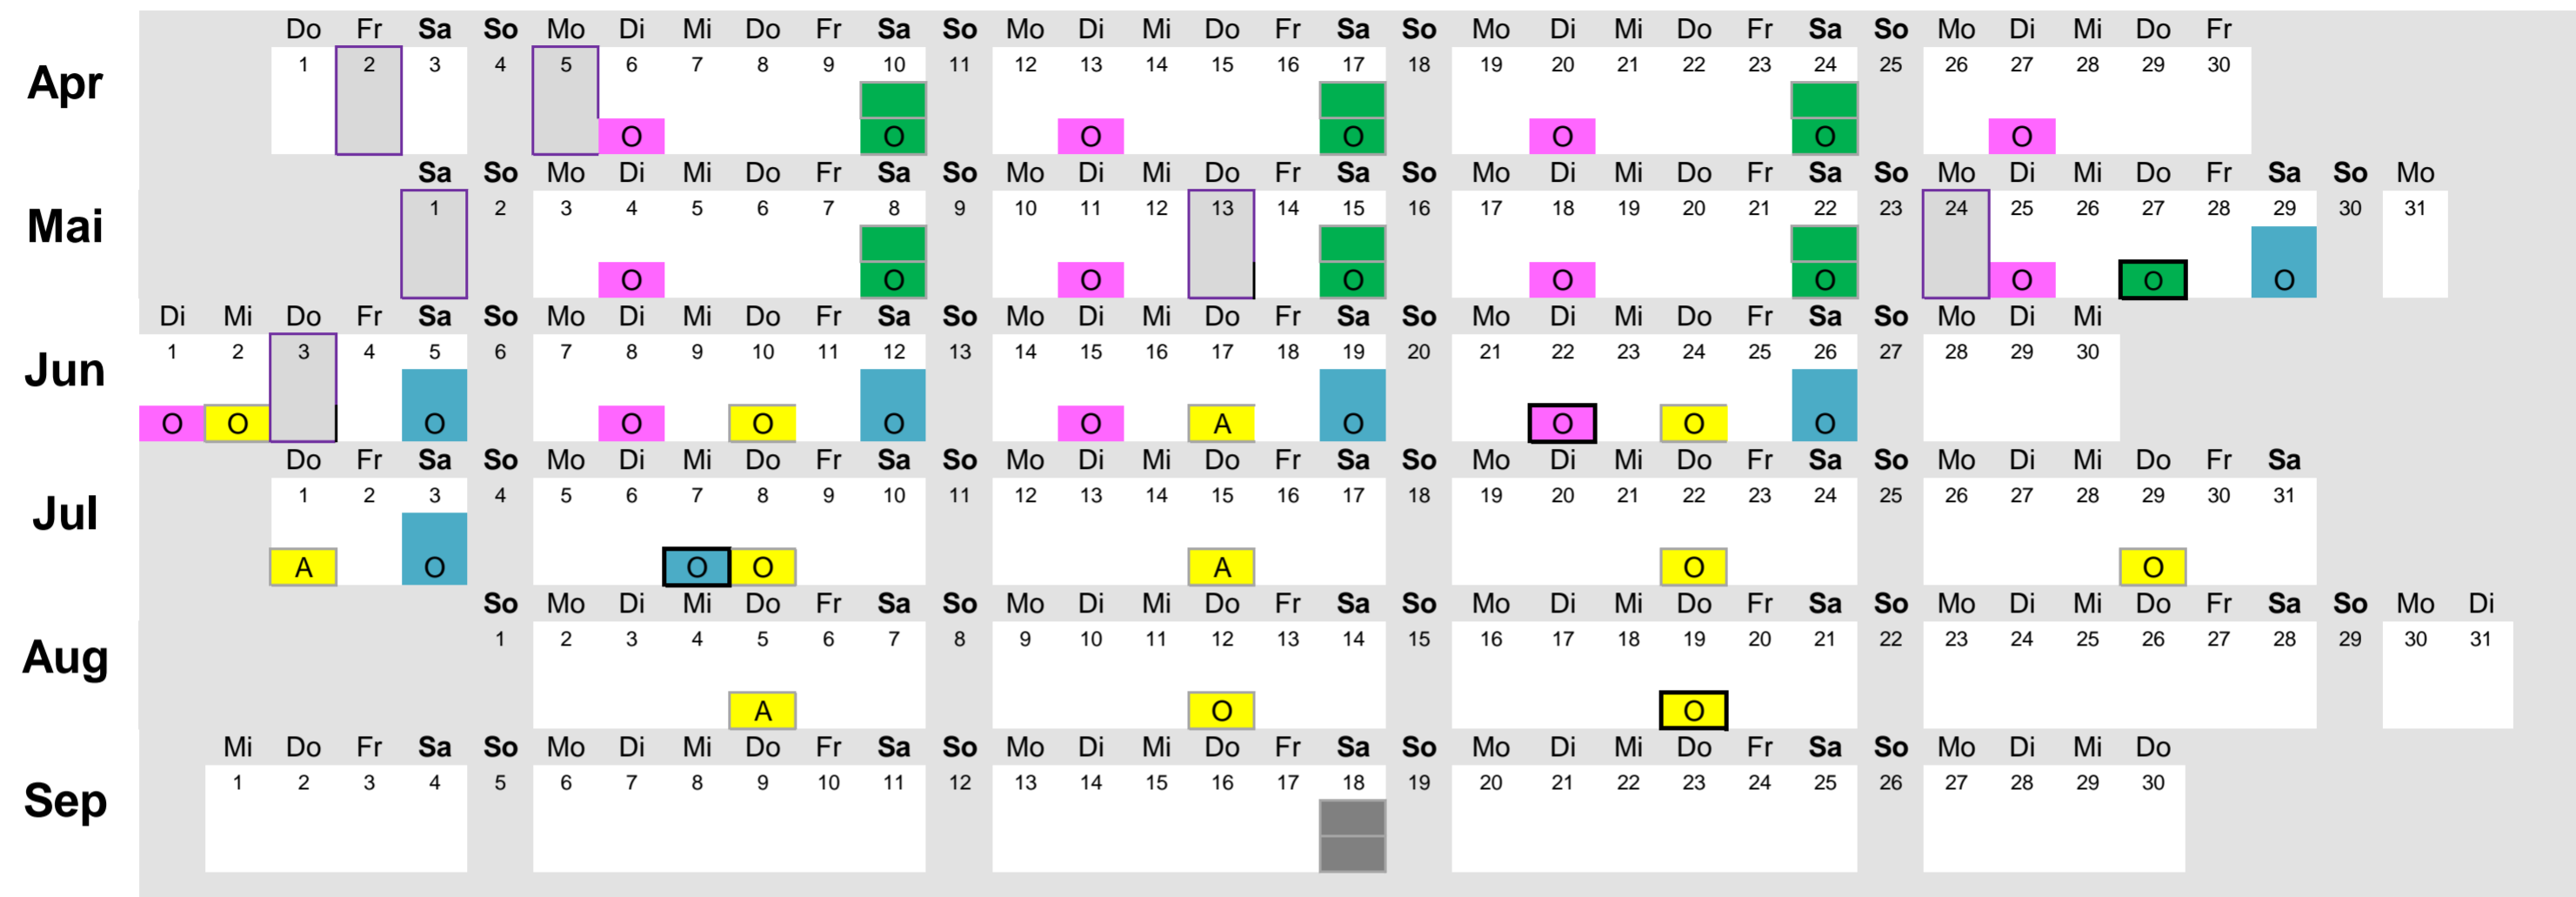 Do Fr Sa So Mo Di Mi Do Fr Sa So Mo Di Mi Do Fr Sa So Mo Di Mi Do Fr Sa So Mo Di Mi Do Fr
Apr 1 2 3 4 5 6 7 8 9 10 11 12 13 14 15 16 17 18 19 20 21 22 23 24 25 26 27 28 29 30
O O O O O O O
Sa So Mo Di Mi Do Fr Sa So Mo Di Mi Do Fr Sa So Mo Di Mi Do Fr Sa So Mo Di Mi Do Fr Sa So Mo
Mai 1 2 3 4 5 6 7 8 9 10 11 12 13 14 15 16 17 18 19 20 21 22 23 24 25 26 27 28 29 30 31
O O O O O O O O O
Di Mi Do Fr Sa So Mo Di Mi Do Fr Sa So Mo Di Mi Do Fr Sa So Mo Di Mi Do Fr Sa So Mo Di Mi
Jun 1 2 3 4 5 6 7 8 9 10 11 12 13 14 15 16 17 18 19 20 21 22 23 24 25 26 27 28 29 30
O O O O O O O A O O O O
Do Fr Sa So Mo Di Mi Do Fr Sa So Mo Di Mi Do Fr Sa So Mo Di Mi Do Fr Sa So Mo Di Mi Do Fr Sa
Jul 1 2 3 4 5 6 7 8 9 10 11 12 13 14 15 16 17 18 19 20 21 22 23 24 25 26 27 28 29 30 31
A O O O A O O
So Mo Di Mi Do Fr Sa So Mo Di Mi Do Fr Sa So Mo Di Mi Do Fr Sa So Mo Di Mi Do Fr Sa So Mo Di
Aug 1 2 3 4 5 6 7 8 9 10 11 12 13 14 15 16 17 18 19 20 21 22 23 24 25 26 27 28 29 30 31
A O O
Mi Do Fr Sa So Mo Di Mi Do Fr Sa So Mo Di Mi Do Fr Sa So Mo Di Mi Do Fr Sa So Mo Di Mi Do
Sep 1 2 3 4 5 6 7 8 9 10 11 12 13 14 15 16 17 18 19 20 21 22 23 24 25 26 27 28 29 30